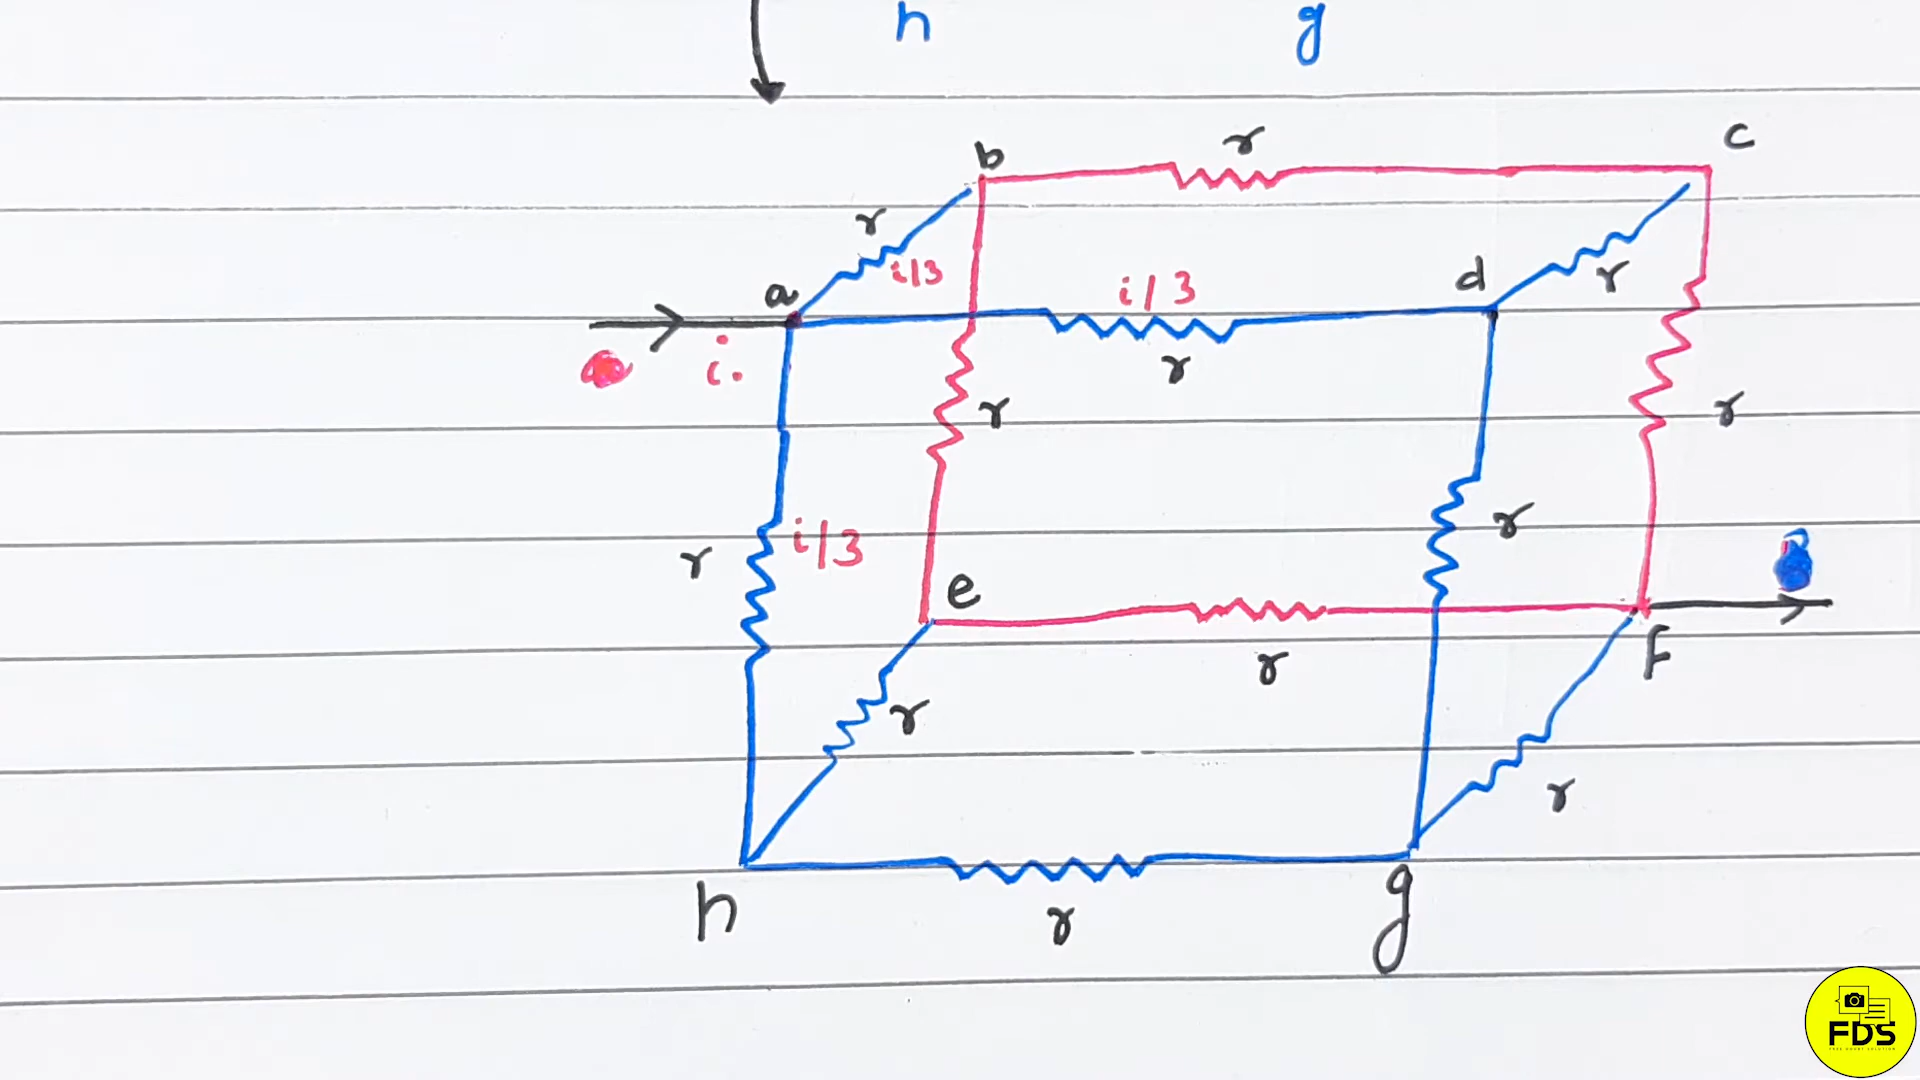 h g
b r c
r
i/3
a i/3 d r
i. r
r r
r i/3 r
e
r f
r
r
h r g
FDS